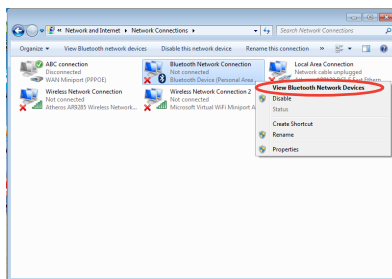 « Network and Internet ▸ Network Connections ▸
Search Network Connections
Organize
View Bluetooth network devices
Disable this network device
Rename this connection
»
ABC connection
Disconnected
WAN Miniport (PPPOE)
Bluetooth Network Connection
Not connected
Bluetooth Device (Personal Area ...
Local Area Connection
Network cable unplugged
Wireless Network Connection
Not connected
Atheros AR9285 Wireless Network...
Wireless Network Connection 2
Not connected
Microsoft Virtual WiFi Miniport A
View Bluetooth Network Devices
Disable
Status
Create Shortcut
Rename
Properties